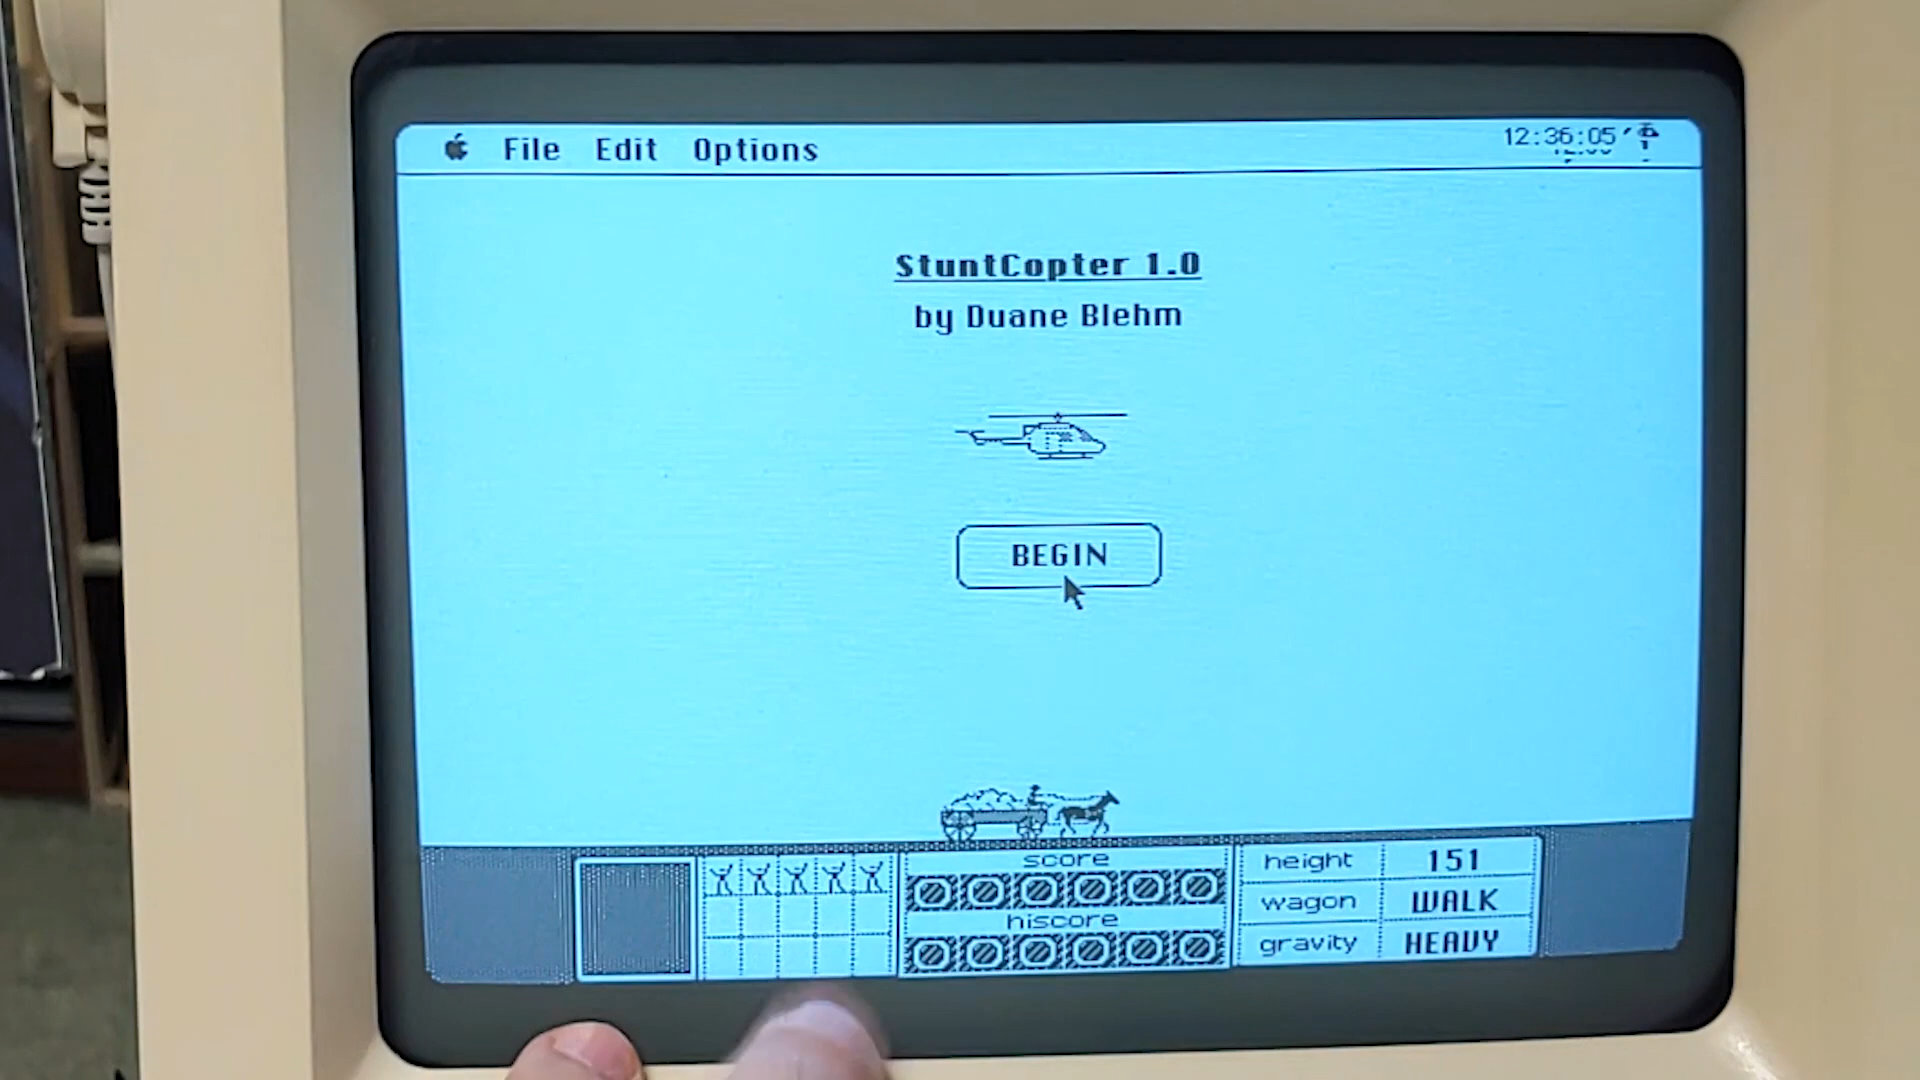 File Edit Options
12:36:05
StuntCopter 1.0
by Duane Blehm
BEGIN
score
hiscore
height 151
wagon WALK
gravity HEAVY